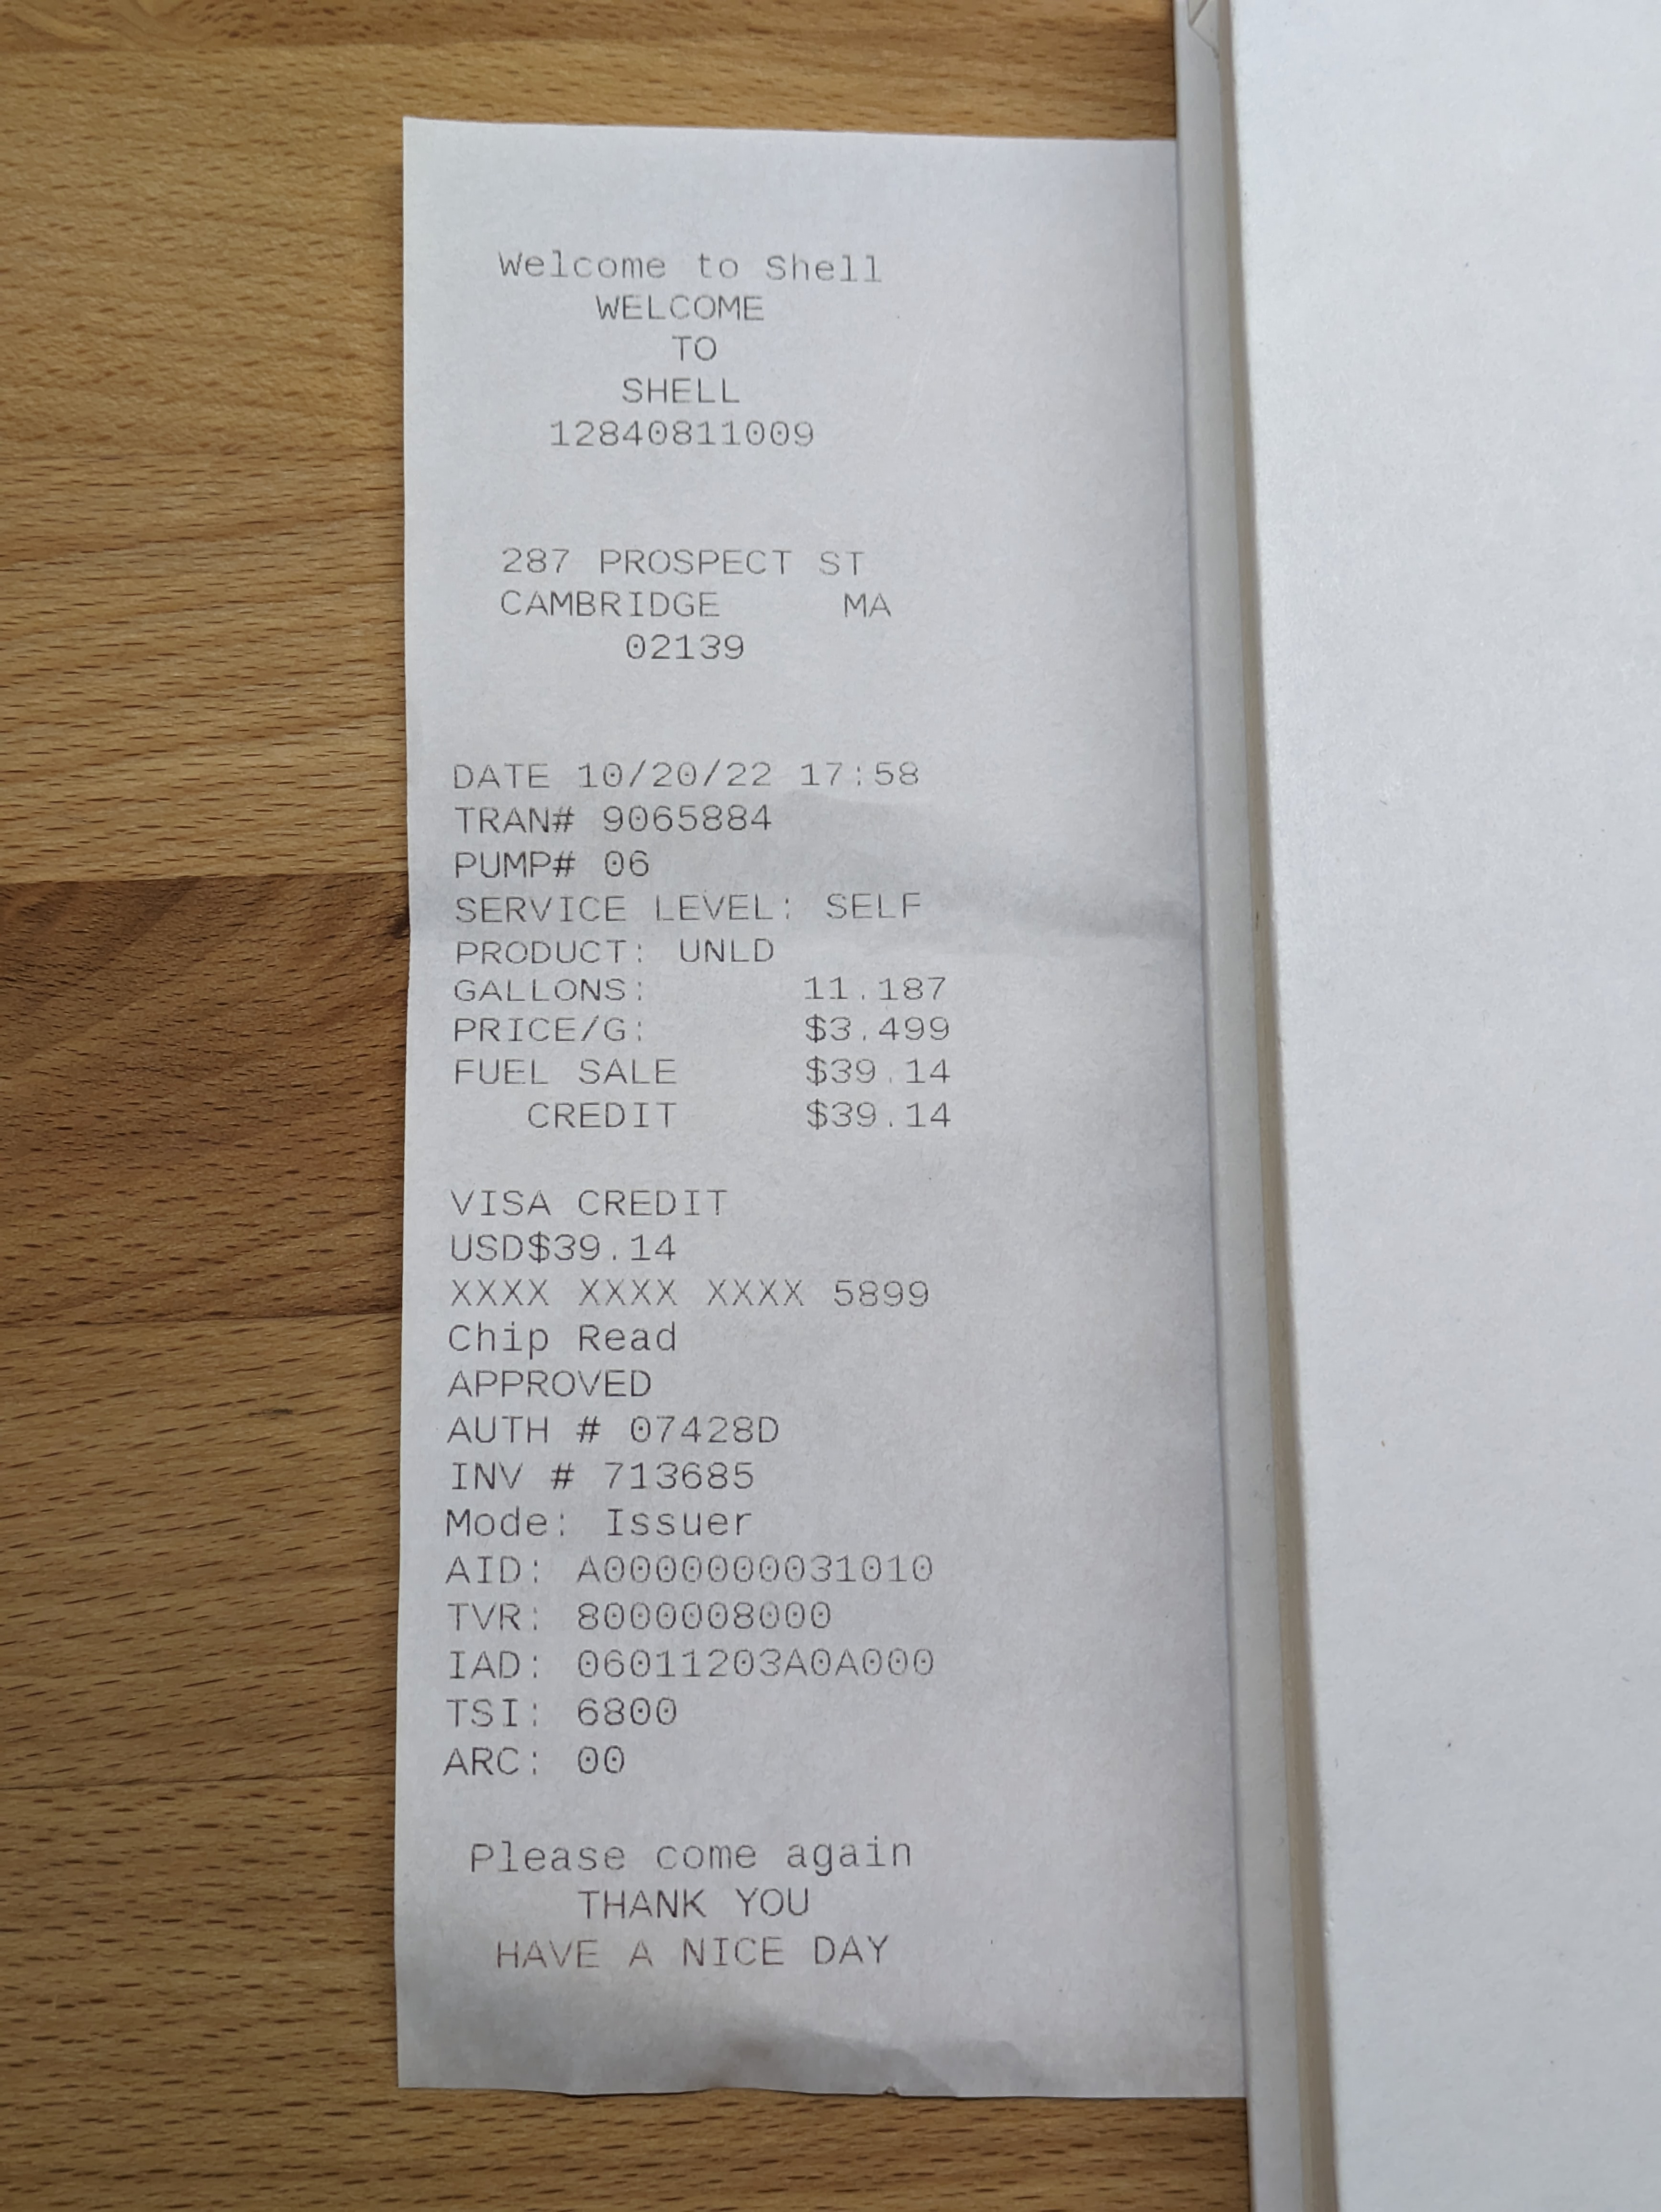 Welcome to Shell
WELCOME
TO
SHELL
12840811009
287 PROSPECT ST
CAMBRIDGE MA
02139
DATE 10/20/22 17:58
TRAN# 9065884
PUMP# 06
SERVICE LEVEL: SELF
PRODUCT: UNLD
GALLONS: 11.187
PRICE/G: $3.499
FUEL SALE $39.14
CREDIT $39.14
VISA CREDIT
USD$39.14
XXXX XXXX XXXX 5899
Chip Read
APPROVED
AUTH # 07428D
INV # 713685
Mode: Issuer
AID: A0000000031010
TVR: 8000008000
IAD: 06011203A0A000
TSI: 6800
ARC: 00
Please come again
THANK YOU
HAVE A NICE DAY